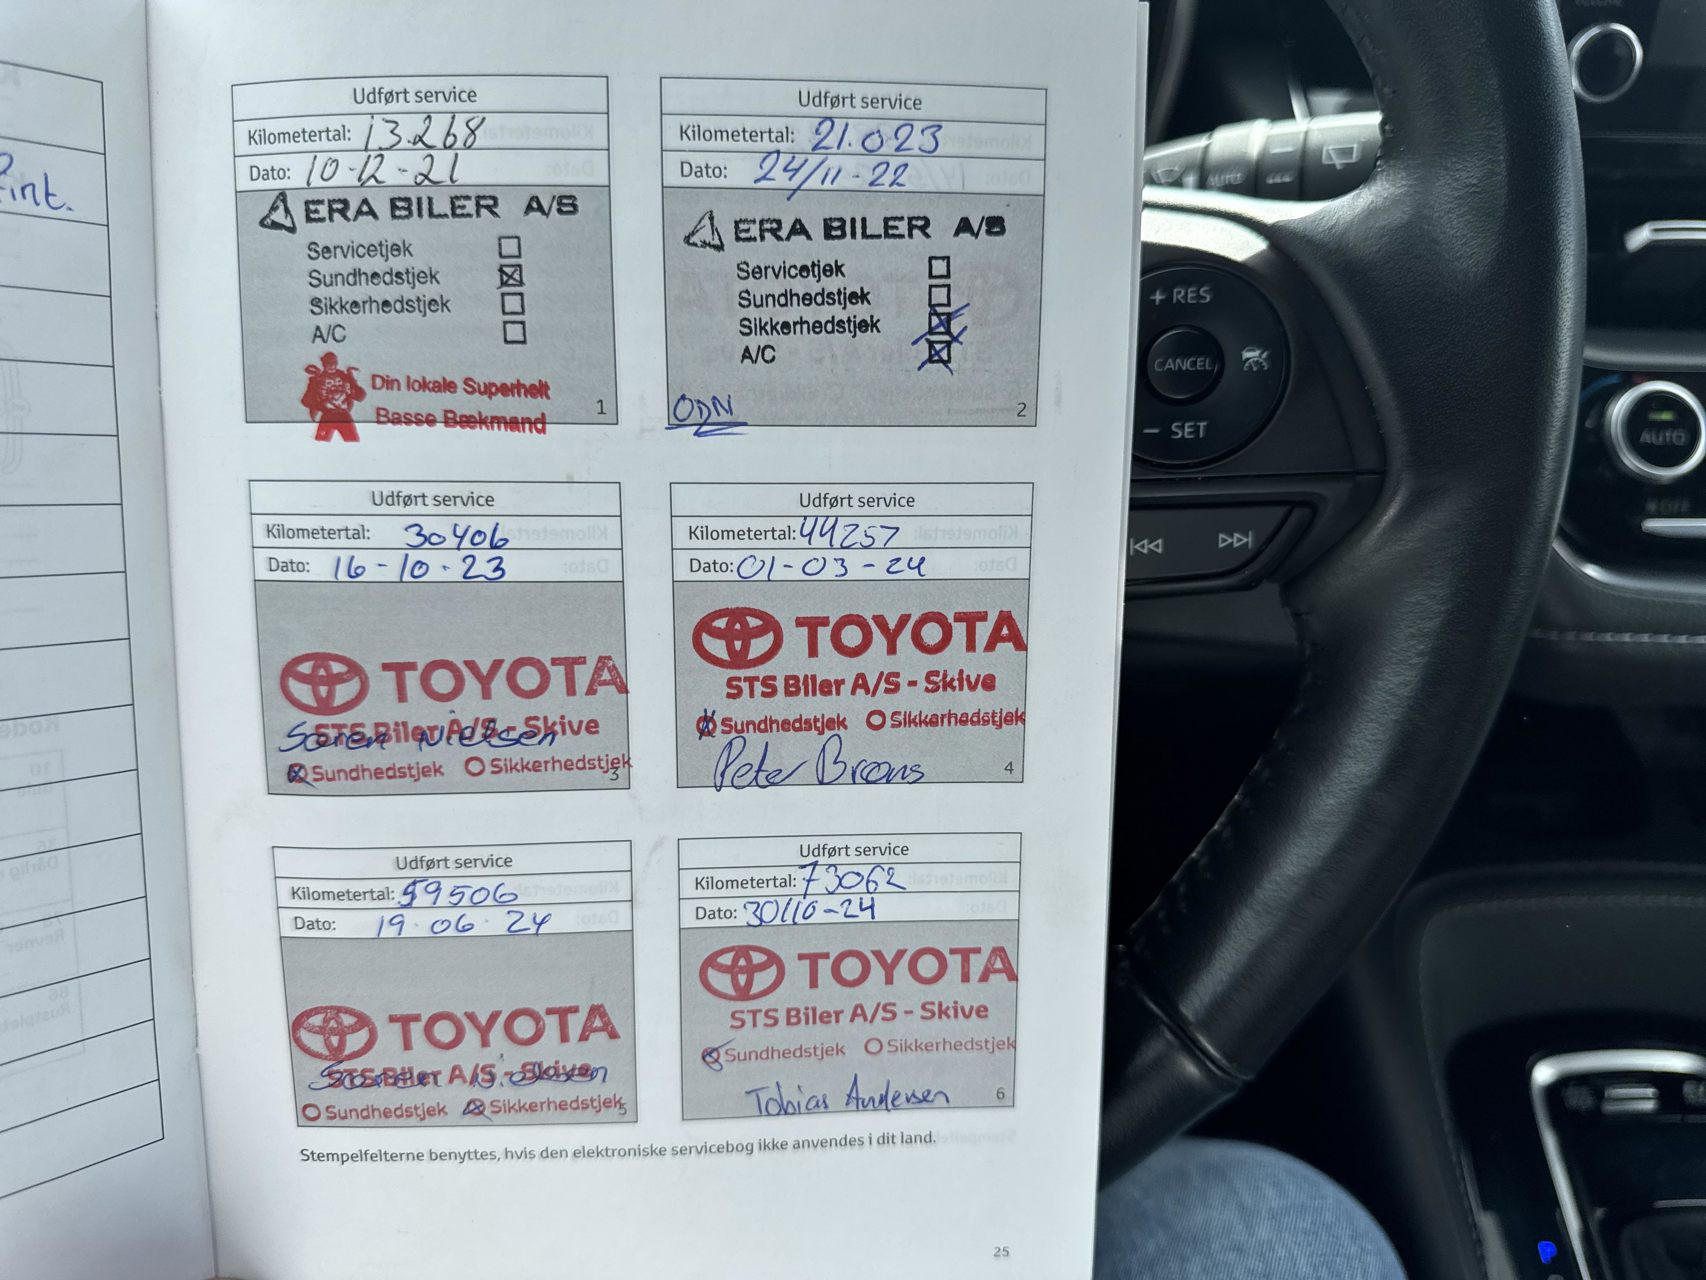 int.
Udført service
Kilometertal: 13.268
Dato: 10-12-21
ERA BILER A/S
Servicetjek
Sundhedstjek
Sikkerhedstjek
A/C
Din lokale Superhelt
Basse Bækmand
1
Udført service
Kilometertal: 21.023
Dato: 24/11-22
ERA BILER A/S
Servicetjek
Sundhedstjek
Sikkerhedstjek
A/C
ODN
2
Udført service
Kilometertal: 30406
Dato: 16-10-23
TOYOTA
STS Biler A/S - Skive
Søren Nielsen
Sundhedstjek Sikkerhedstjek
3
Udført service
Kilometertal: 44257
Dato: 01-03-24
TOYOTA
STS Biler A/S - Skive
Sundhedstjek Sikkerhedstjek
Peter Brøns
4
Udført service
Kilometertal: 59506
Dato: 19.06.24
TOYOTA
STS Biler A/S - Skive
Sundhedstjek Sikkerhedstjek
5
Udført service
Kilometertal: 73062
Dato: 30/10-24
TOYOTA
STS Biler A/S - Skive
Sundhedstjek Sikkerhedstjek
Tobias Andersen
6
Stempelfelterne benyttes, hvis den elektroniske servicebog ikke anvendes i dit land.
25
+ RES
CANCEL
- SET
AUTO
AUTO
P